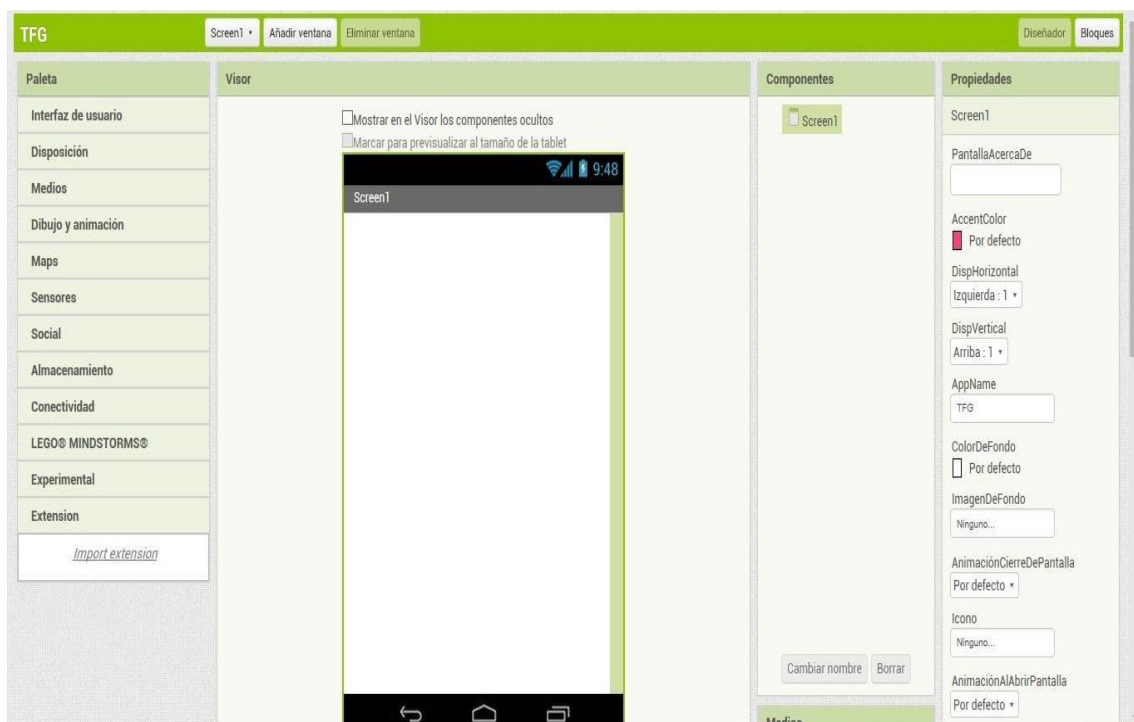 TFG
Screen1
Añadir ventana
Eliminar ventana
Diseñador
Bloques
Paleta
Interfaz de usuario
Disposición
Medios
Dibujo y animación
Maps
Sensores
Social
Almacenamiento
Conectividad
LEGO® MINDSTORMS®
Experimental
Extension
Import extension
Visor
Mostrar en el Visor los componentes ocultos
Marcar para previsualizar al tamaño de la tablet
9:48
Screen1
Componentes
Screen1
Cambiar nombre
Borrar
Medios
Propiedades
Screen1
PantallaAcercaDe
AccentColor
Por defecto
DispHorizontal
Izquierda : 1
DispVertical
Arriba : 1
AppName
TFG
ColorDeFondo
Por defecto
ImagenDeFondo
Ninguno...
AnimaciónCierreDePantalla
Por defecto
Icono
Ninguno...
AnimaciónAlAbrirPantalla
Por defecto